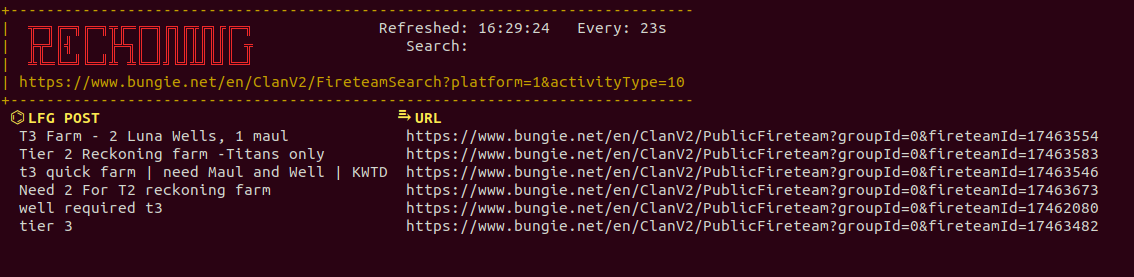 RECKONING
Refreshed: 16:29:24 Every: 23s
Search:
https://www.bungie.net/en/ClanV2/FireteamSearch?platform=1&activityType=10
LFG POST URL
T3 Farm - 2 Luna Wells, 1 maul https://www.bungie.net/en/ClanV2/PublicFireteam?groupId=0&fireteamId=17463554
Tier 2 Reckoning farm -Titans only https://www.bungie.net/en/ClanV2/PublicFireteam?groupId=0&fireteamId=17463583
t3 quick farm | need Maul and Well | KWTD https://www.bungie.net/en/ClanV2/PublicFireteam?groupId=0&fireteamId=17463546
Need 2 For T2 reckoning farm https://www.bungie.net/en/ClanV2/PublicFireteam?groupId=0&fireteamId=17463673
well required t3 https://www.bungie.net/en/ClanV2/PublicFireteam?groupId=0&fireteamId=17462080
tier 3 https://www.bungie.net/en/ClanV2/PublicFireteam?groupId=0&fireteamId=17463482